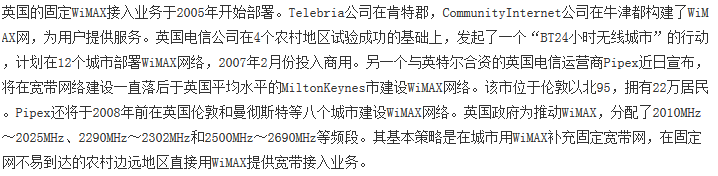 英国的固定WiMAX接入业务于2005年开始部署。Telebria公司在肯特郡，CommunityInternet公司在牛津都构建了WiM
AX网，为用户提供服务。英国电信公司在4个农村地区试验成功的基础上，发起了一个“BT24小时无线城市”的行动
，计划在12个城市部署WiMAX网络，2007年2月份投入商用。另一个与英特尔合资的英国电信运营商Pipex近日宣布，
将在宽带网络建设一直落后于英国平均水平的MiltonKeynes市建设WiMAX网络。该市位于伦敦以北95，拥有22万居民
。Pipex还将于2008年前在英国伦敦和曼彻斯特等八个城市建设WiMAX网络。英国政府为推动WiMAX，分配了2010MHz
～2025MHz、2290MHz～2302MHz和2500MHz～2690MHz等频段。其基本策略是在城市用WiMAX补充固定宽带网，在固定
网不易到达的农村边远地区直接用WiMAX提供宽带接入业务。